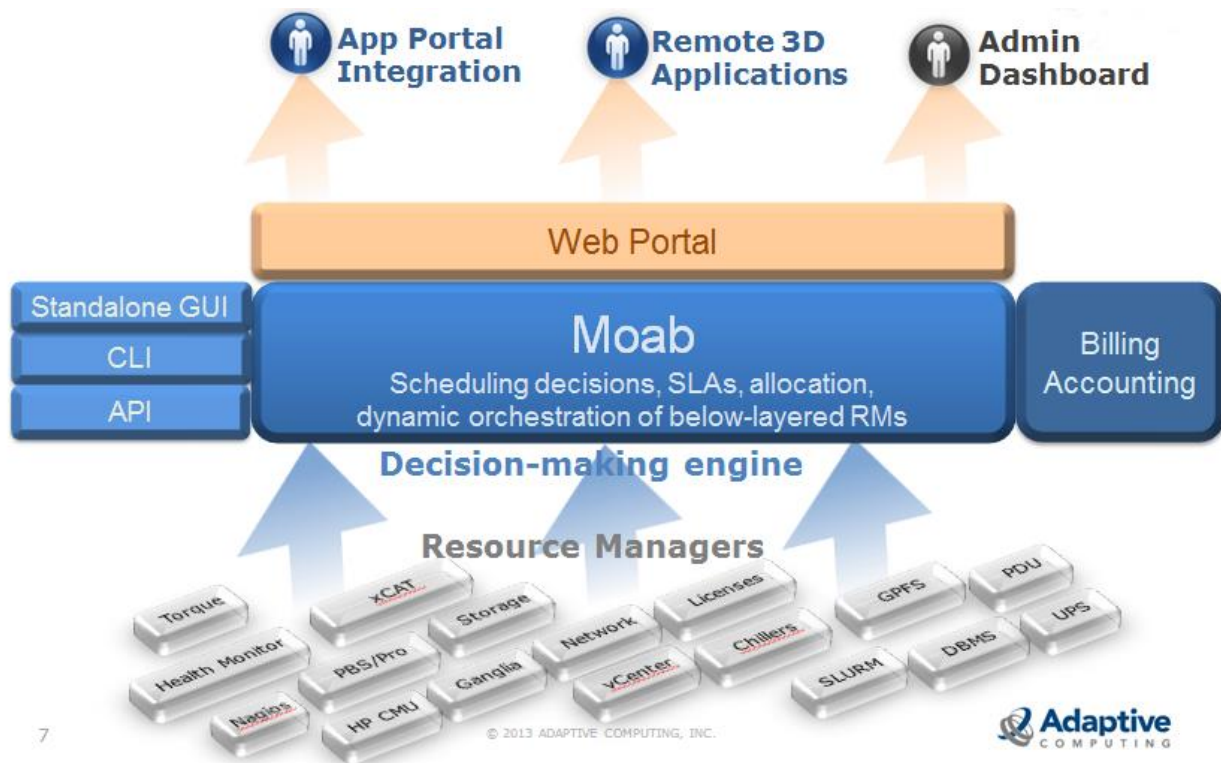 App Portal
Integration
Remote 3D
Applications
Admin
Dashboard
Web Portal
Standalone GUI
CLI
API
Moab
Scheduling decisions, SLAs, allocation,
dynamic orchestration of below-layered RMs
Billing
Accounting
Decision-making engine
Resource Managers
Torque
xCAT
Storage
Licenses
GPFS
PDU
Health Monitor
PBS/Pro
Ganglia
Network
Chillers
DBMS
UPS
Nagios
HP CMU
vCenter
SLURM
7
© 2013 ADAPTIVE COMPUTING, INC.
Adaptive
COMPUTING